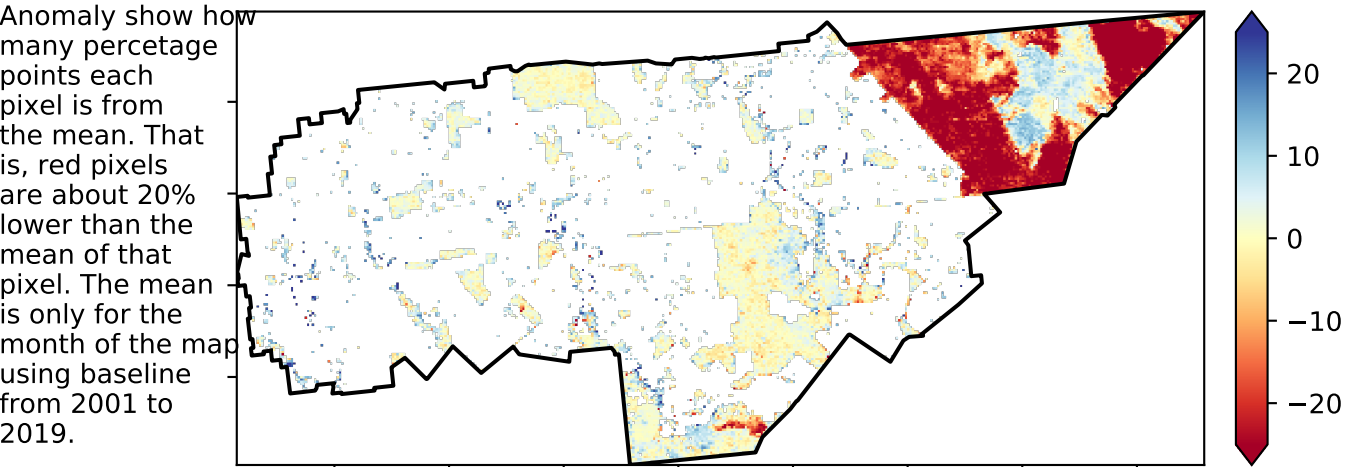 Anomaly show how
many percetage
points each
pixel is from
the mean. That
is, red pixels
are about 20%
lower than the
mean of that
pixel. The mean
is only for the
month of the map
using baseline
from 2001 to
2019.
20
10
0
−10
−20